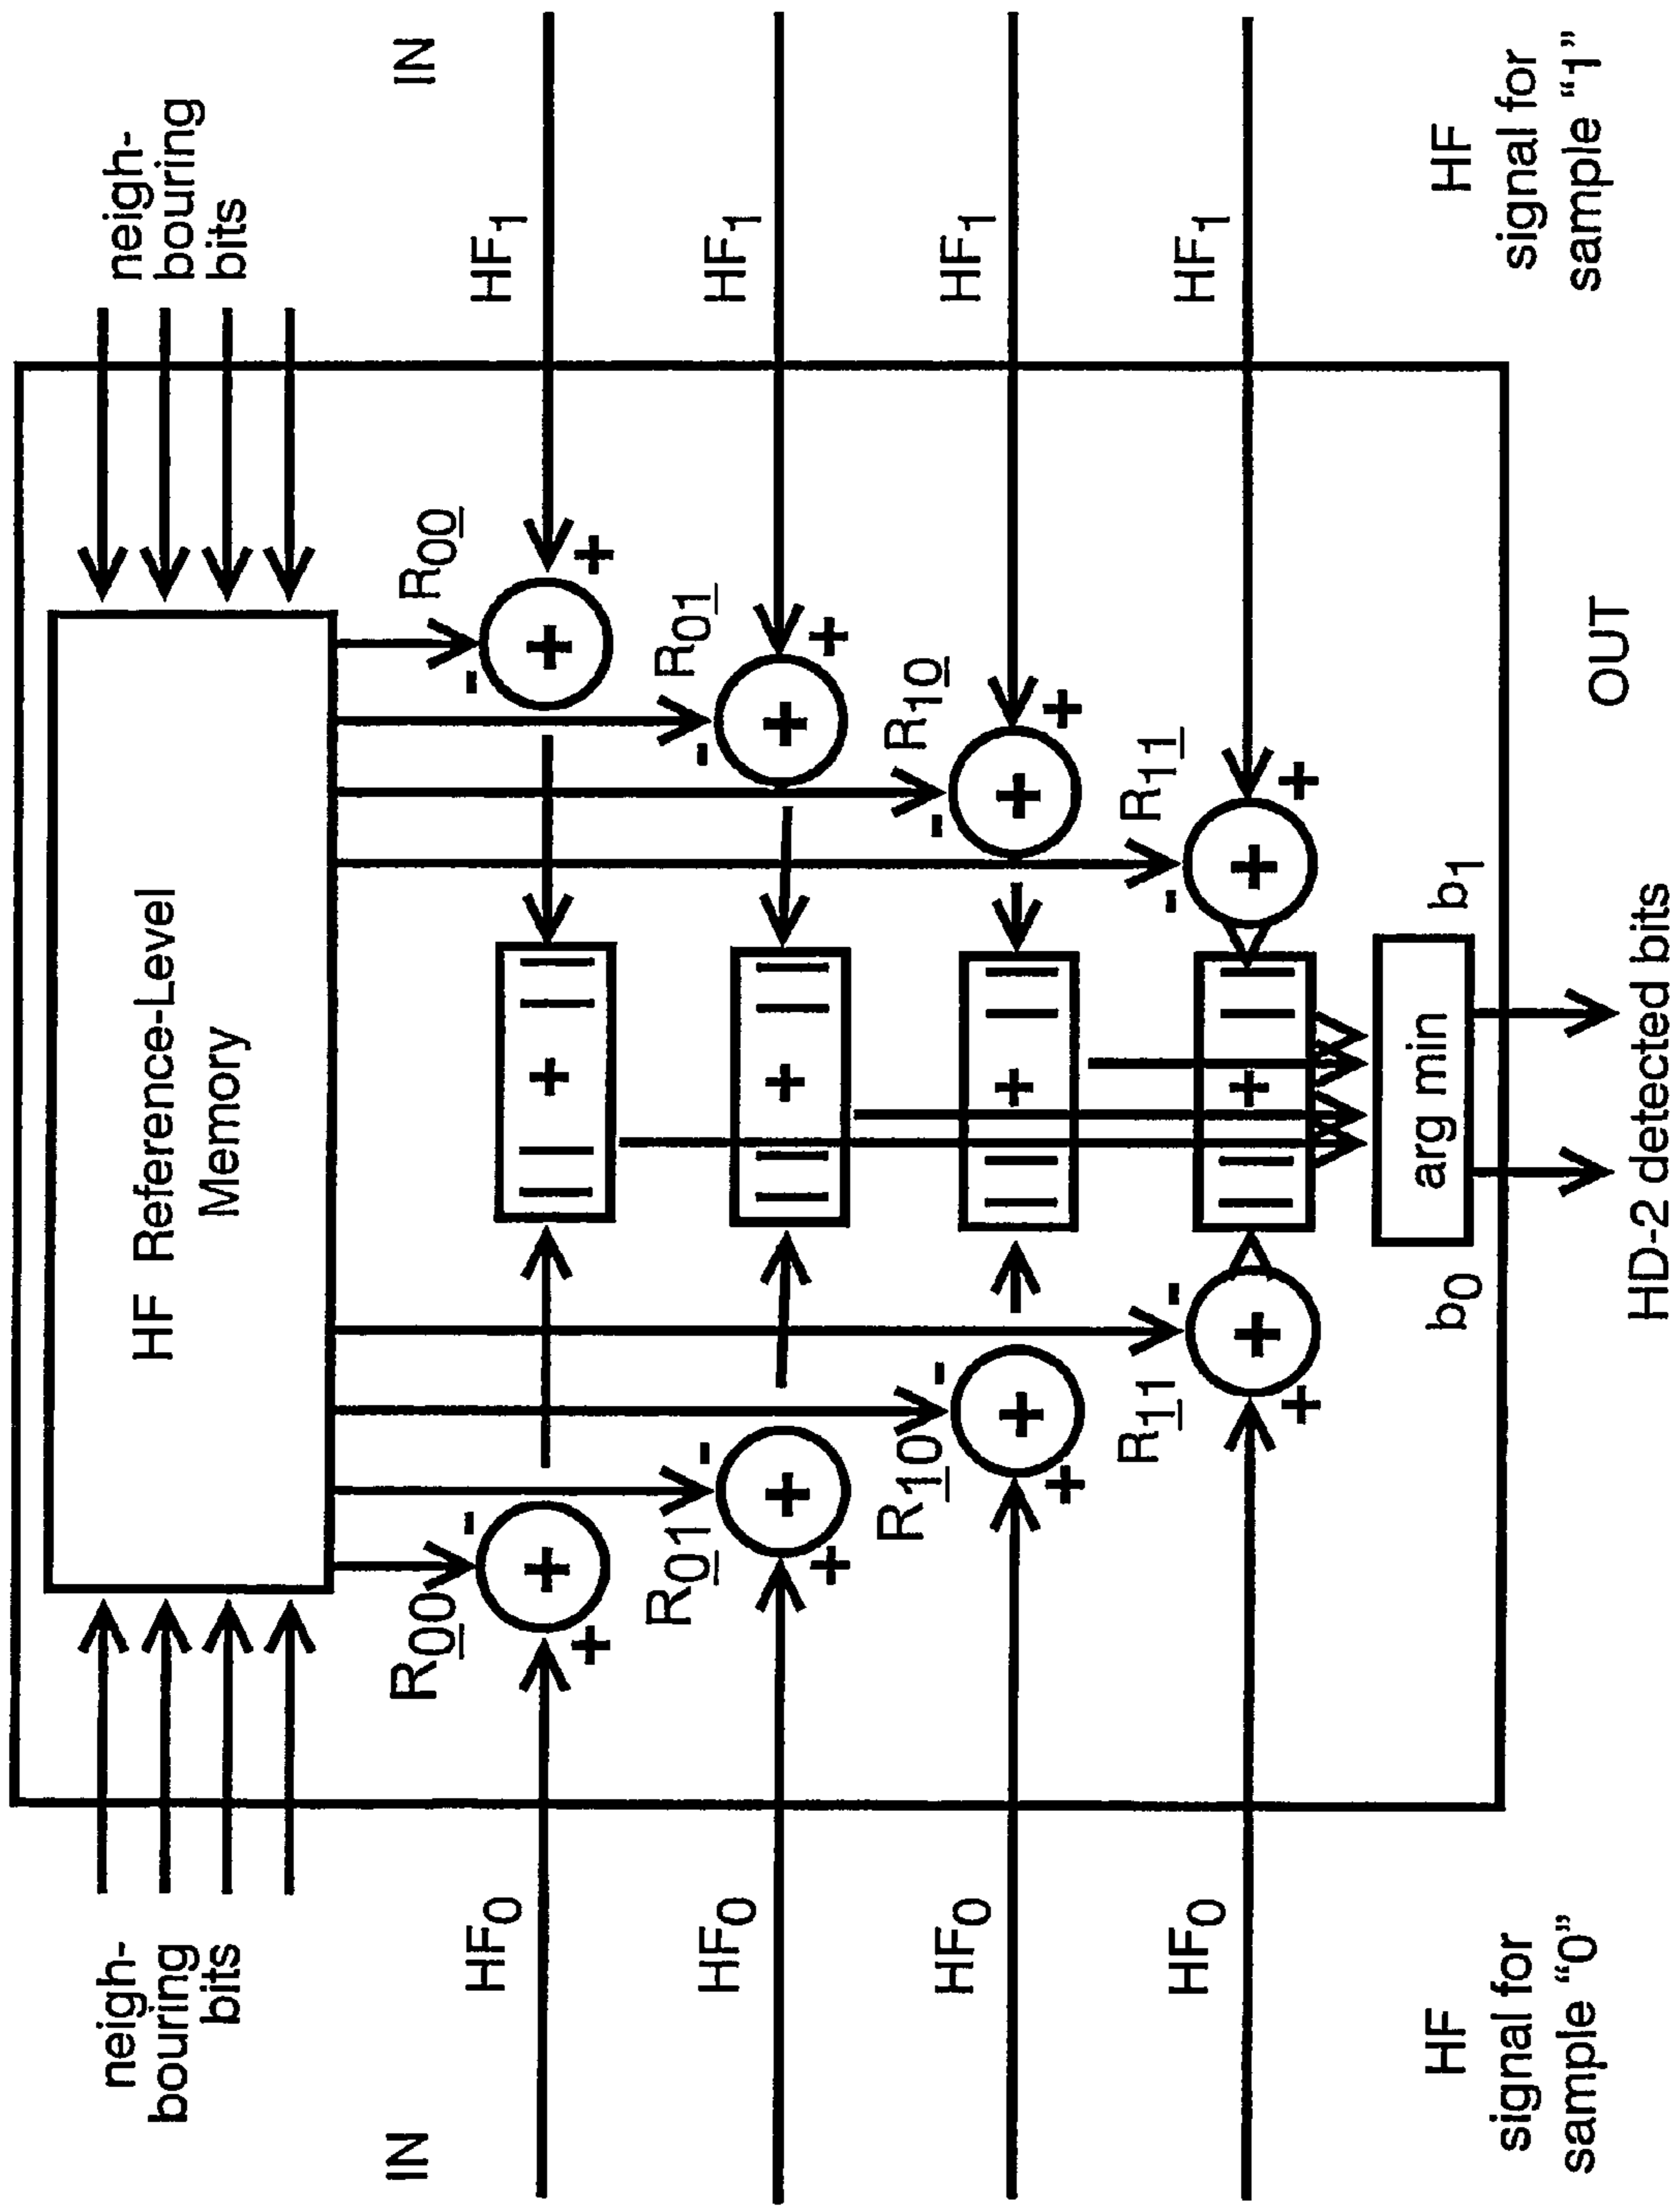 neigh-
bouring
bits
HF Reference-Level
Memory
neigh-
bouring
bits
IN
IN
R00
R00
HF0
HF1
R01
R01
HF0
HF1
R10
R10
HF0
HF1
R11
R11
HF0
HF1
arg min
b0
b1
HF
signal for
sample “0”
OUT
HF
signal for
sample “1”
HD-2 detected bits